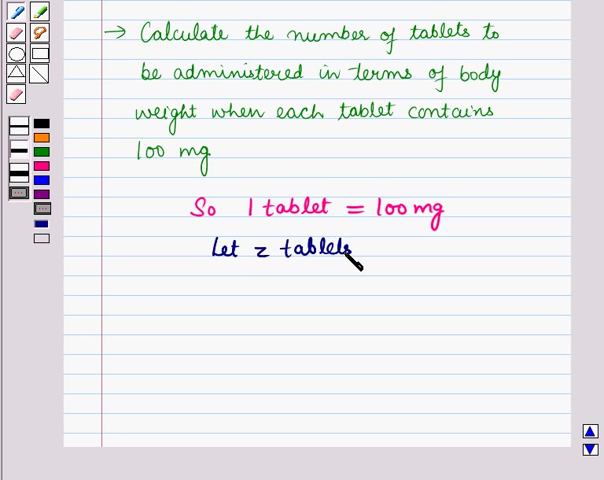 → Calculate the number of tablets to
be administered in terms of body
weight when each tablet contains
100 mg
So 1 tablet = 100 mg
Let z tablets